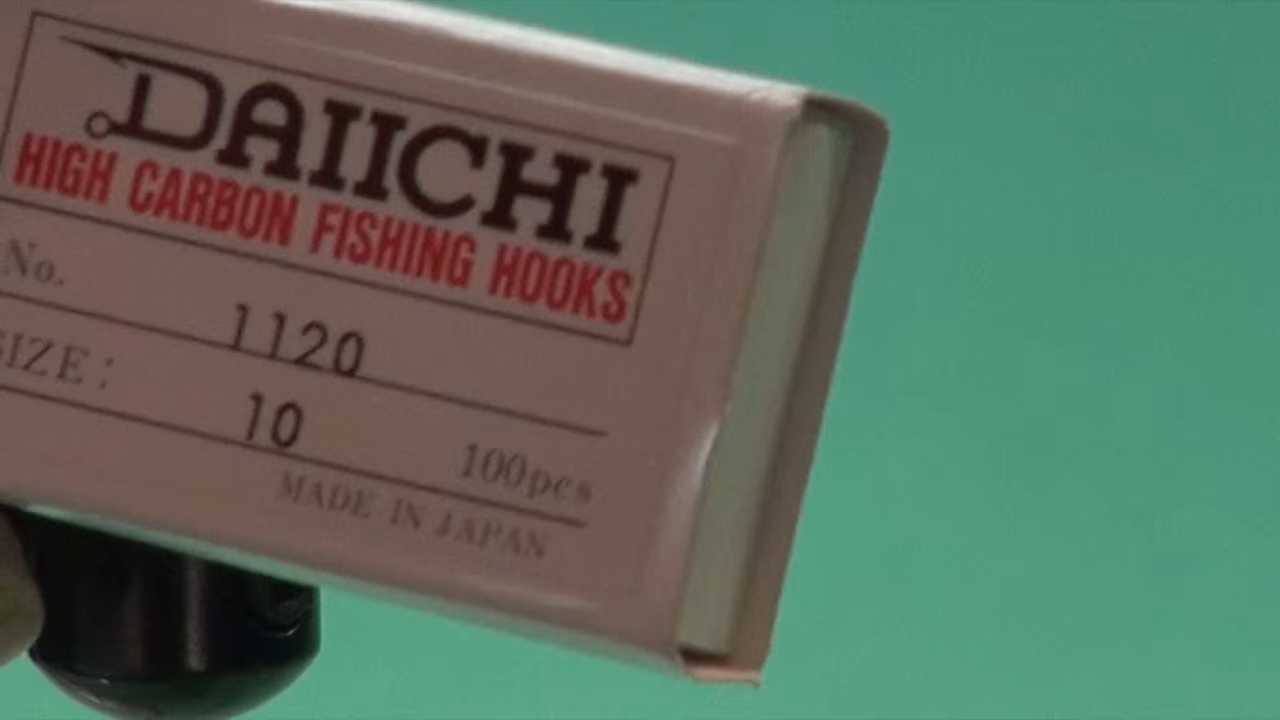 DAIICHI
HIGH CARBON FISHING HOOKS
No.
1120
SIZE :
10
100pcs
MADE IN JAPAN